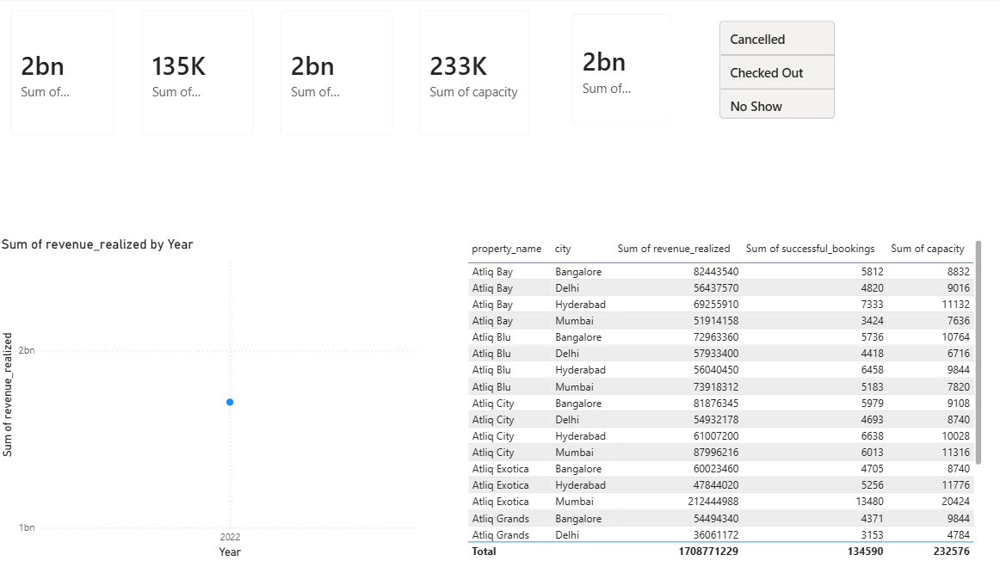 2bn
Sum of...
135K
Sum of...
2bn
Sum of...
233K
Sum of capacity
2bn
Sum of...
Cancelled
Checked Out
No Show
Sum of revenue_realized by Year
Sum of revenue_realized
2bn
1bn
2022
Year
property_name city Sum of revenue_realized Sum of successful_bookings Sum of capacity
Atliq Bay Bangalore 82443540 5812 8832
Atliq Bay Delhi 56437570 4820 9016
Atliq Bay Hyderabad 69255910 7333 11132
Atliq Bay Mumbai 51914158 3424 7636
Atliq Blu Bangalore 72963360 5736 10764
Atliq Blu Delhi 57933400 4418 6716
Atliq Blu Hyderabad 56040450 6458 9844
Atliq Blu Mumbai 73918312 5183 7820
Atliq City Bangalore 81876345 5979 9108
Atliq City Delhi 54932178 4693 8740
Atliq City Hyderabad 61007200 6638 10028
Atliq City Mumbai 87996216 6013 11316
Atliq Exotica Bangalore 60023460 4705 8740
Atliq Exotica Hyderabad 47844020 5256 11776
Atliq Exotica Mumbai 212444988 13480 20424
Atliq Grands Bangalore 54494340 4371 9844
Atliq Grands Delhi 36061172 3153 4784
Total 1708771229 134590 232576